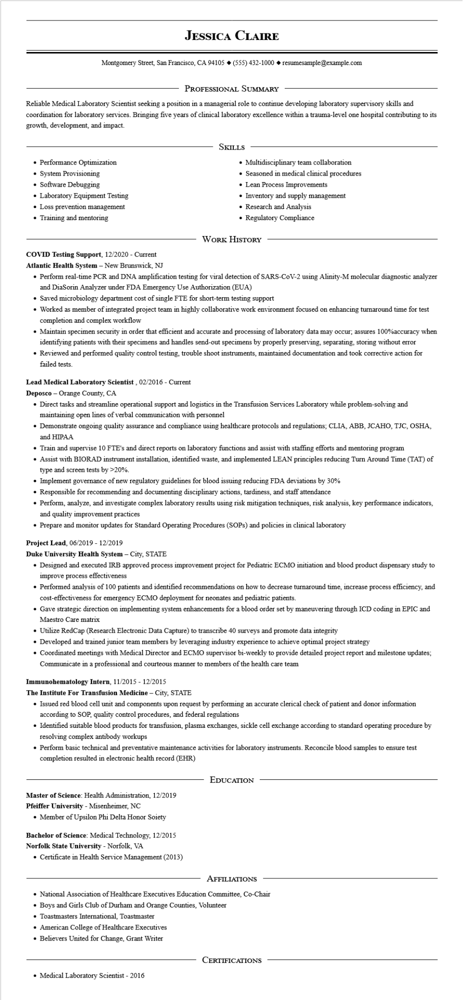 Jessica Claire
Montgomery Street, San Francisco, CA 94105 ◆ (555) 432-1000 ◆ resumesample@example.com
Professional Summary
Reliable Medical Laboratory Scientist seeking a position in a managerial role to continue developing laboratory supervisory skills and
coordination for laboratory services. Bringing five years of clinical laboratory excellence within a trauma-level one hospital contributing to its
growth, development, and impact.
Skills
• Performance Optimization
• System Provisioning
• Software Debugging
• Laboratory Equipment Testing
• Loss prevention management
• Training and mentoring
• Multidisciplinary team collaboration
• Seasoned in medical clinical procedures
• Lean Process Improvements
• Inventory and supply management
• Research and Analysis
• Regulatory Compliance
Work History
COVID Testing Support, 12/2020 - Current
Atlantic Health System – New Brunswick, NJ
• Perform real-time PCR and DNA amplification testing for viral detection of SARS-CoV-2 using Alinity-M molecular diagnostic analyzer
and DiaSorin Analyzer under FDA Emergency Use Authorization (EUA)
• Saved microbiology department cost of single FTE for short-term testing support
• Worked as member of integrated project team in highly collaborative work environment focused on enhancing turnaround time for test
completion and complex workflow
• Maintain specimen security in order that efficient and accurate and processing of laboratory data may occur; assures 100%accuracy when
identifying patients with their specimens and handles send-out specimens by properly preserving, separating, storing without error
• Reviewed and performed quality control testing, trouble shoot instruments, maintained documentation and took corrective action for
failed tests.
Lead Medical Laboratory Scientist , 02/2016 - Current
Deposco – Orange County, CA
• Direct tasks and streamline operational support and logistics in the Transfusion Services Laboratory while problem-solving and
maintaining open lines of verbal communication with personnel
• Demonstrate ongoing quality assurance and compliance using healthcare protocols and regulations; CLIA, ABB, JCAHO, TJC, OSHA,
and HIPAA
• Train and supervise 10 FTE's and direct reports on laboratory functions and assist with staffing efforts and mentoring program
• Assist with BIORAD instrument installation, identified waste, and implemented LEAN principles reducing Turn Around Time (TAT) of
type and screen tests by >20%.
• Implement governance of new regulatory guidelines for blood issuing reducing FDA deviations by 30%
• Responsible for recommending and documenting disciplinary actions, tardiness, and staff attendance
• Perform, analyze, and investigate complex laboratory results using risk mitigation techniques, risk analysis, key performance indicators,
and quality improvement practices
• Prepare and monitor updates for Standard Operating Procedures (SOPs) and policies in clinical laboratory
Project Lead, 06/2019 - 12/2019
Duke University Health System – City, STATE
• Designed and executed IRB approved process improvement project for Pediatric ECMO initiation and blood product dispensary study to
improve process effectiveness
• Performed analysis of 100 patients and identified recommendations on how to decrease turnaround time, increase process efficiency, and
cost-effectiveness for emergency ECMO deployment for neonates and pediatric patients.
• Gave strategic direction on implementing system enhancements for a blood order set by maneuvering through ICD coding in EPIC and
Maestro Care matrix
• Utilize RedCap (Research Electronic Data Capture) to transcribe 40 surveys and promote data integrity
• Developed and trained junior team members by leveraging industry experience to achieve optimal project strategy
• Coordinated meetings with Medical Director and ECMO supervisor bi-weekly to provide detailed project report and milestone updates;
Communicate in a professional and courteous manner to members of the health care team
Immunohematology Intern, 11/2015 - 12/2015
The Institute For Transfusion Medicine – City, STATE
• Issued red blood cell unit and components upon request by performing an accurate clerical check of patient and donor information
according to SOP, quality control procedures, and federal regulations
• Identified suitable blood products for transfusion, plasma exchanges, sickle cell exchange according to standard operating procedure by
resolving complex antibody workups
• Perform basic technical and preventative maintenance activities for laboratory instruments. Reconcile blood samples to ensure test
completion resulted in electronic health record (EHR)
Education
Master of Science: Health Administration, 12/2019
Pfeiffer University - Misenheimer, NC
• Member of Upsilon Phi Delta Honor Soiety
Bachelor of Science: Medical Technology, 12/2015
Norfolk State University - Norfolk, VA
• Certificate in Health Service Management (2013)
Affiliations
• National Association of Healthcare Executives Education Committee, Co-Chair
• Boys and Girls Club of Durham and Orange Counties, Volunteer
• Toastmasters International, Toastmaster
• American College of Healthcare Executives
• Believers United for Change, Grant Writer
Certifications
• Medical Laboratory Scientist - 2016